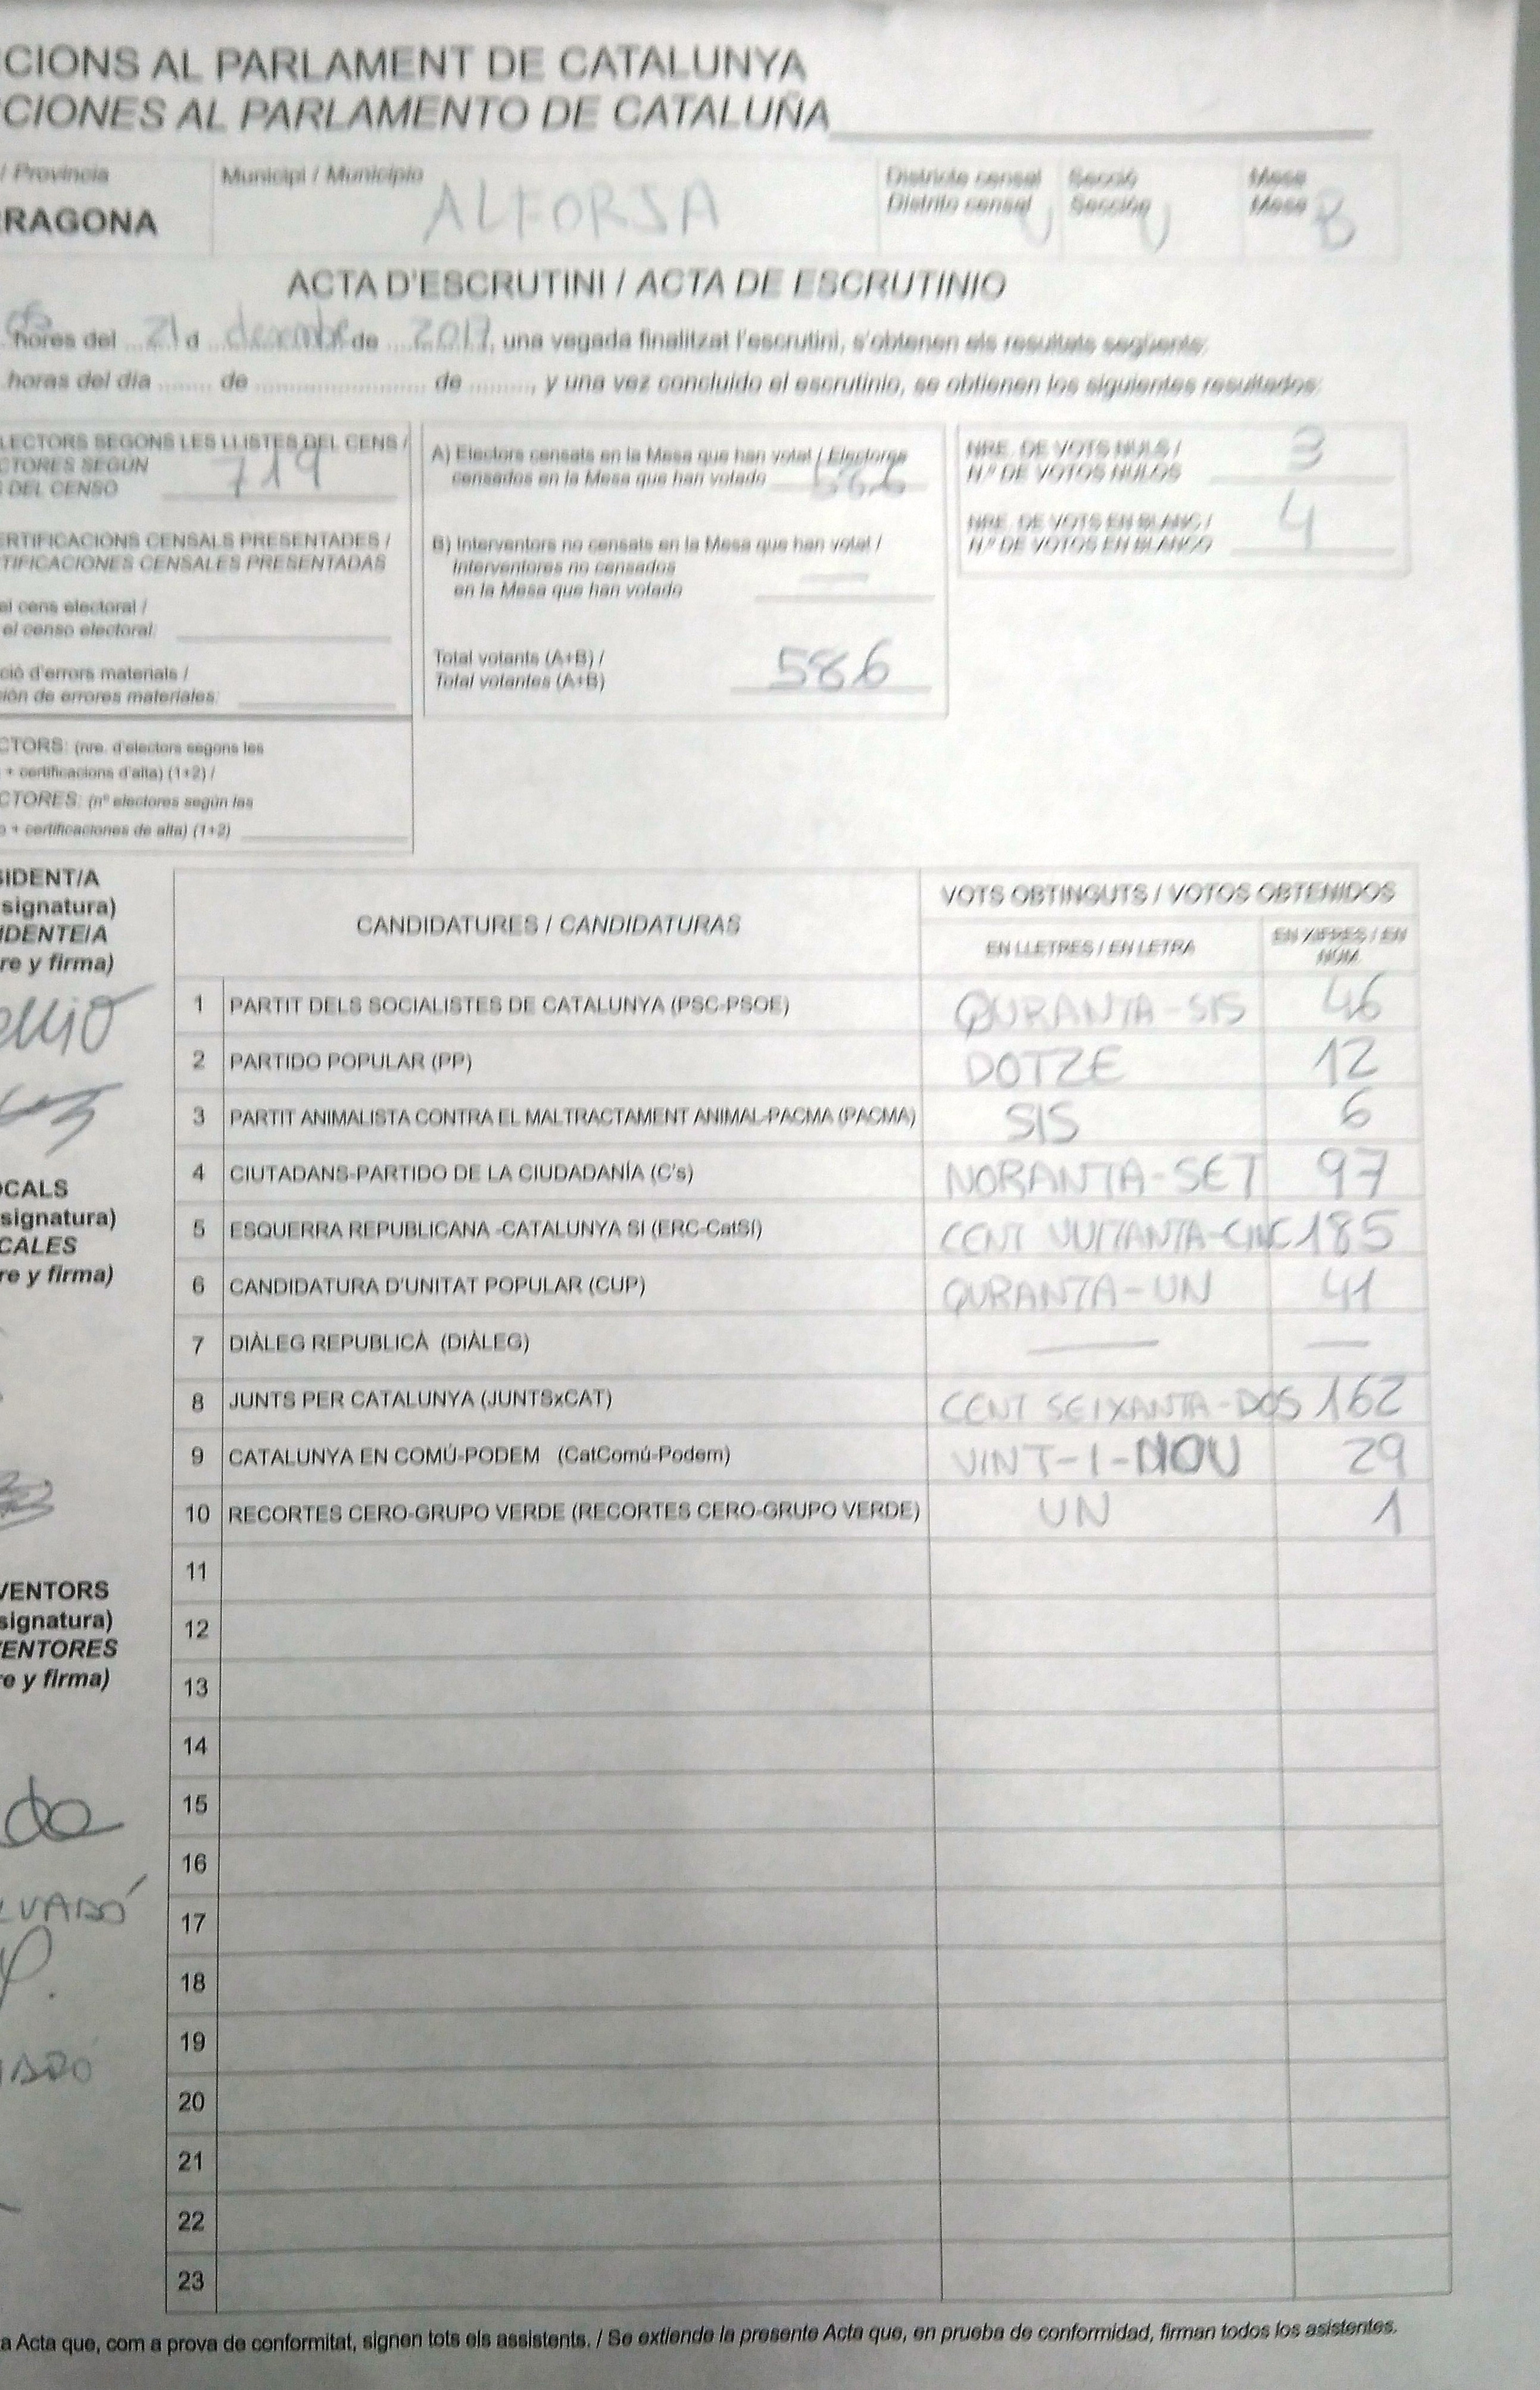 CIONS AL PARLAMENT DE CATALUNYA
CCIONES AL PARLAMENTO DE CATALUÑA
/ Provincia Municipi / Municipio Districte censal Secció Mesa
RRAGONA ALFORJA Distrito censal U Sección U Mesa B
ACTA D'ESCRUTINI / ACTA DE ESCRUTINIO
hores del 21 d desembre de 2017, una vegada finalitzat l'escrutini, s'obtenen els resultats següents:
horas del día ........ de ........................ de ........., y una vez concluido el escrutinio, se obtienen los siguientes resultados:
LECTORS SEGONS LES LLISTES DEL CENS /
CTORES SEGÚN
S DEL CENSO 719
ERTIFICACIONS CENSALS PRESENTADES /
TIFICACIONES CENSALES PRESENTADAS
el cens electoral /
el censo electoral:
ció d'errors materials /
ción de errores materiales:
CTORS: (nre. d'electors segons les
+ certificacions d'alta) (1+2) /
CTORES: (nº electores según las
o + certificaciones de alta) (1+2)
A) Electors censats en la Mesa que han votat / Electores
censados en la Mesa que han votado 586
B) Interventors no censats en la Mesa que han votat /
Interventores no censados
en la Mesa que han votado —
Total votants (A+B) /
Total votantes (A+B) 586
NRE. DE VOTS NULS /
N.º DE VOTOS NULOS 3
NRE. DE VOTS EN BLANC /
N.º DE VOTOS EN BLANCO 4
SIDENT/A
signatura)
IDENTE/A
re y firma)
OCALS
signatura)
CALES
re y firma)
VENTORS
signatura)
VENTORES
re y firma)
CANDIDATURES / CANDIDATURAS
VOTS OBTINGUTS / VOTOS OBTENIDOS
EN LLETRES / EN LETRA
EN XIFRES / EN
NÚM.
1 PARTIT DELS SOCIALISTES DE CATALUNYA (PSC-PSOE) QURANTA-SIS 46
2 PARTIDO POPULAR (PP) DOTZE 12
3 PARTIT ANIMALISTA CONTRA EL MALTRACTAMENT ANIMAL-PACMA (PACMA) SIS 6
4 CIUTADANS-PARTIDO DE LA CIUDADANÍA (C's) NORANTA-SET 97
5 ESQUERRA REPUBLICANA -CATALUNYA SÍ (ERC-CatSí) CENT VUITANTA-CINC 185
6 CANDIDATURA D'UNITAT POPULAR (CUP) QURANTA-UN 41
7 DIÀLEG REPUBLICÀ (DIÀLEG) — —
8 JUNTS PER CATALUNYA (JUNTSxCAT) CENT SEIXANTA-DOS 162
9 CATALUNYA EN COMÚ-PODEM (CatComú-Podem) VINT-I-NOU 29
10 RECORTES CERO-GRUPO VERDE (RECORTES CERO-GRUPO VERDE) UN 1
11
12
13
14
15
16
17
18
19
20
21
22
23
a Acta que, com a prova de conformitat, signen tots els assistents. / Se extiende la presente Acta que, en prueba de conformidad, firman todos los asistentes.